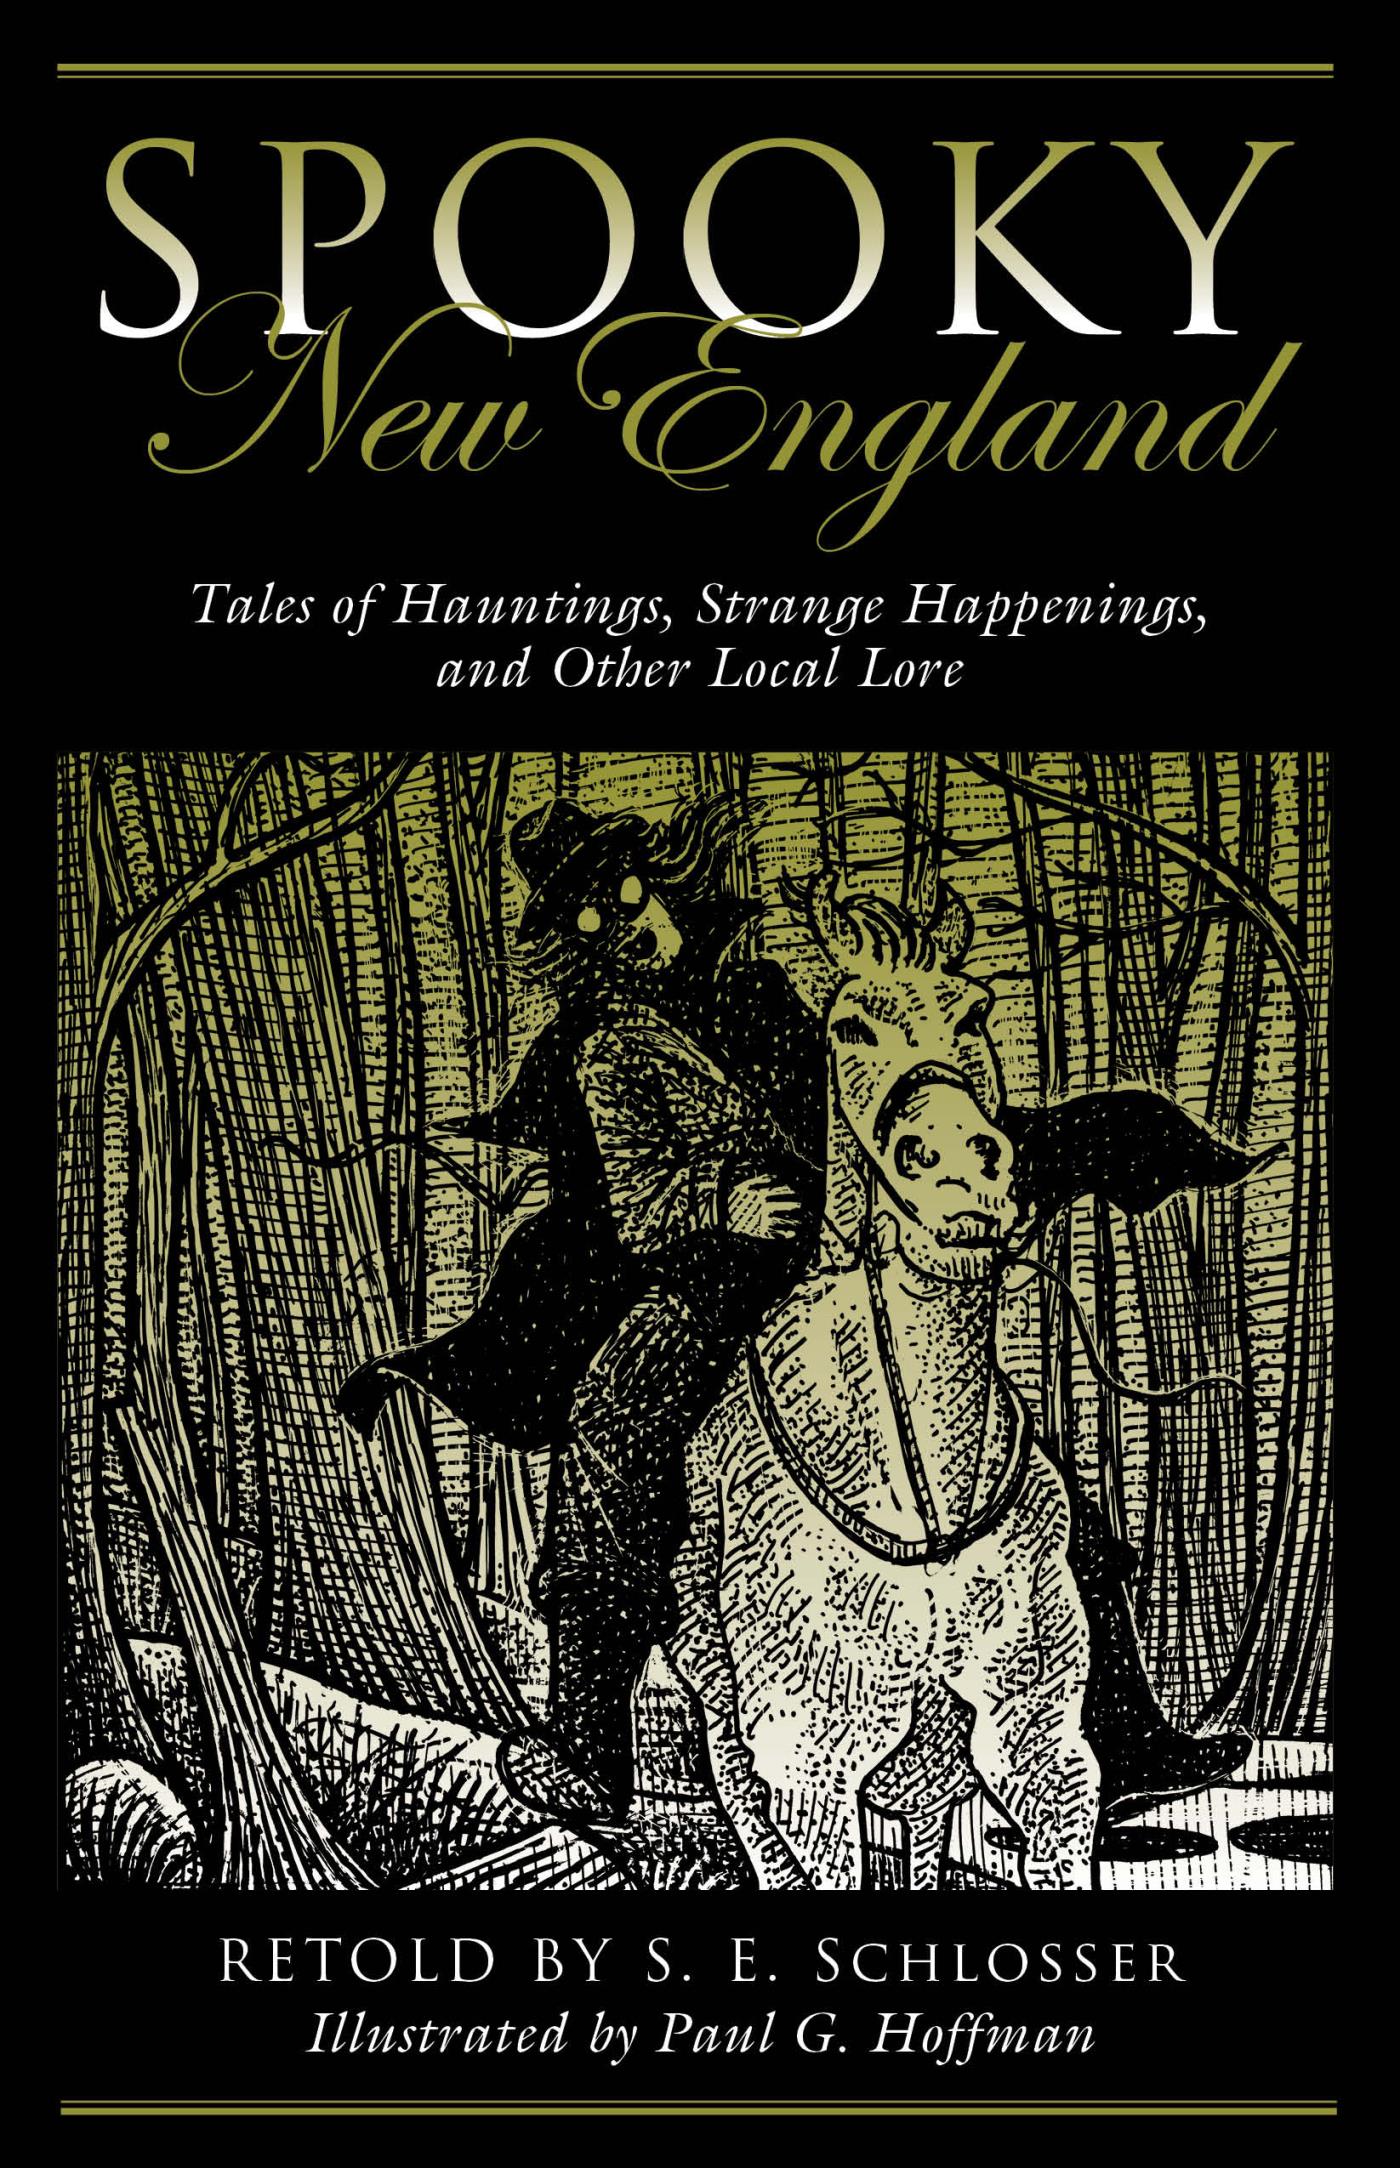 SPOOKY
New England
Tales of Hauntings, Strange Happenings,
and Other Local Lore
RETOLD BY S. E. SCHLOSSER
Illustrated by Paul G. Hoffman